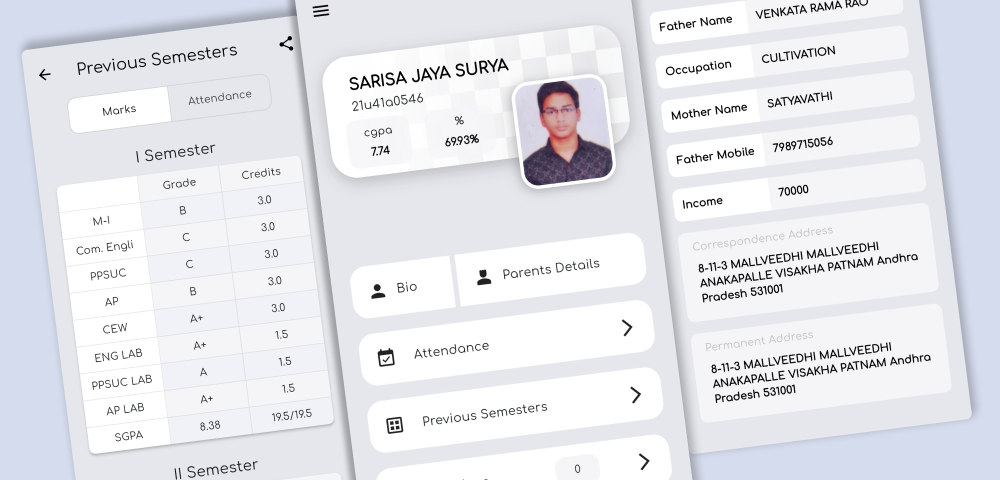 Previous Semesters
Marks
Attendance
I Semester
Grade Credits
M-I B 3.0
Com. Engli C 3.0
PPSUC C 3.0
AP B 3.0
CEW A+ 3.0
ENG LAB A+ 1.5
PPSUC LAB A 1.5
AP LAB A+ 1.5
SGPA 8.38 19.5/19.5
II Semester
SARISA JAYA SURYA
21u41a0546
cgpa
7.74
%
69.93%
Bio
Parents Details
Attendance
Previous Semesters
0
Father Name VENKATA RAMA RAO
Occupation CULTIVATION
Mother Name SATYAVATHI
Father Mobile 7989715056
Income 70000
Correspondence Address
8-11-3 MALLVEEDHI MALLVEEDHI
ANAKAPALLE VISAKHA PATNAM Andhra
Pradesh 531001
Permanent Address
8-11-3 MALLVEEDHI MALLVEEDHI
ANAKAPALLE VISAKHA PATNAM Andhra
Pradesh 531001